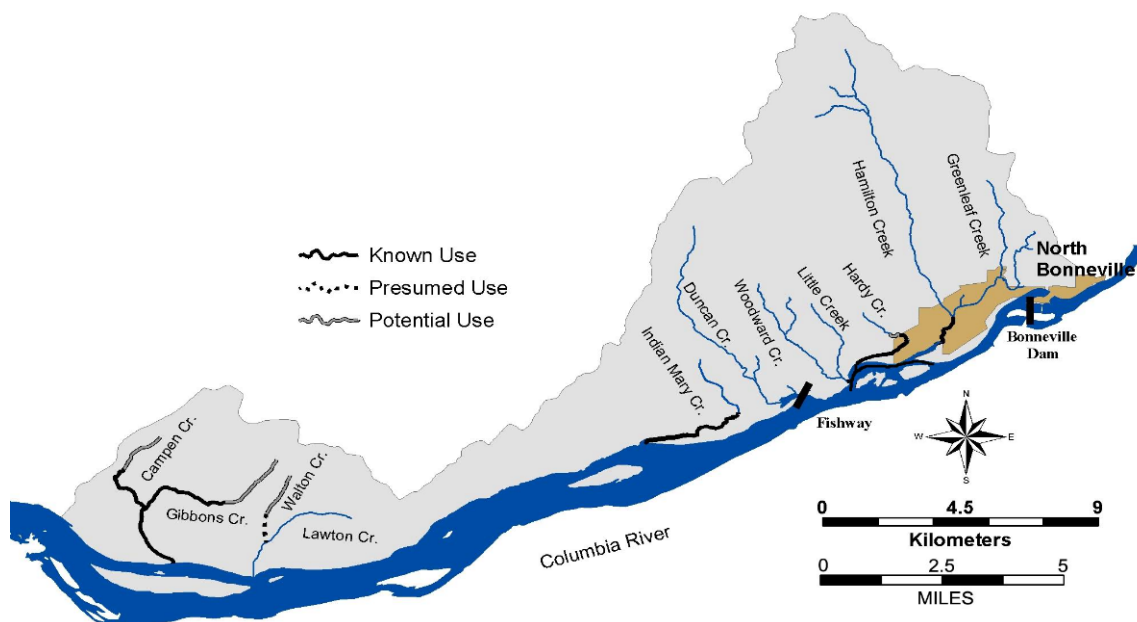 Known Use
Presumed Use
Potential Use
Hamilton Creek
Greenleaf Creek
North
Bonneville
Bonneville
Dam
Hardy Cr.
Little Creek
Woodward Cr.
Duncan Cr.
Indian Mary Cr.
Fishway
Campen Cr.
Gibbons Cr.
Walton Cr.
Lawton Cr.
Columbia River
N
W
E
S
0 4.5 9
Kilometers
0 2.5 5
MILES